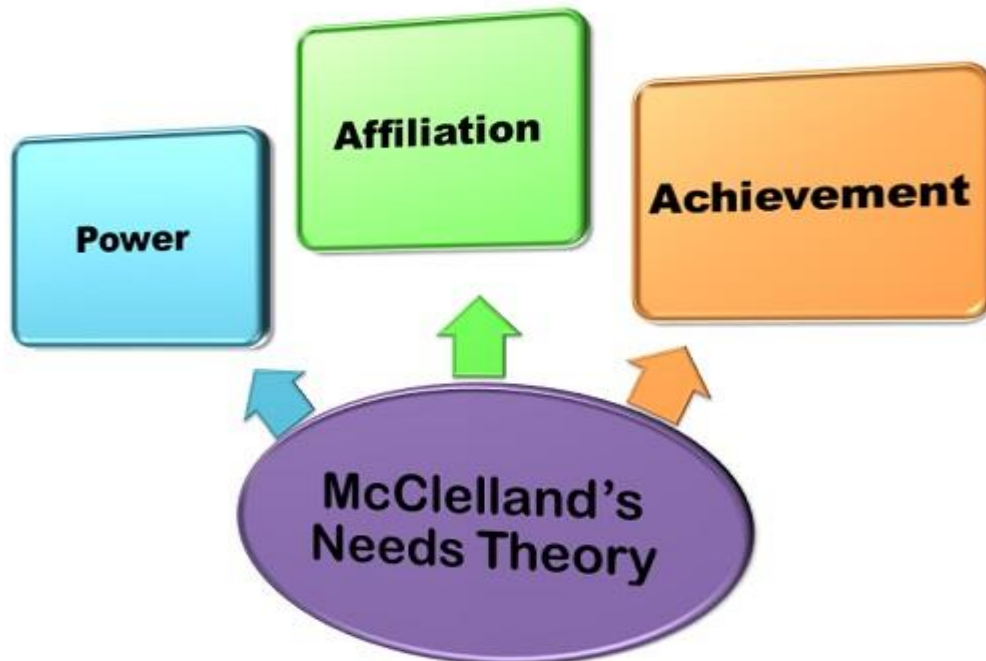 Affiliation
Achievement
Power
McClelland's
Needs Theory